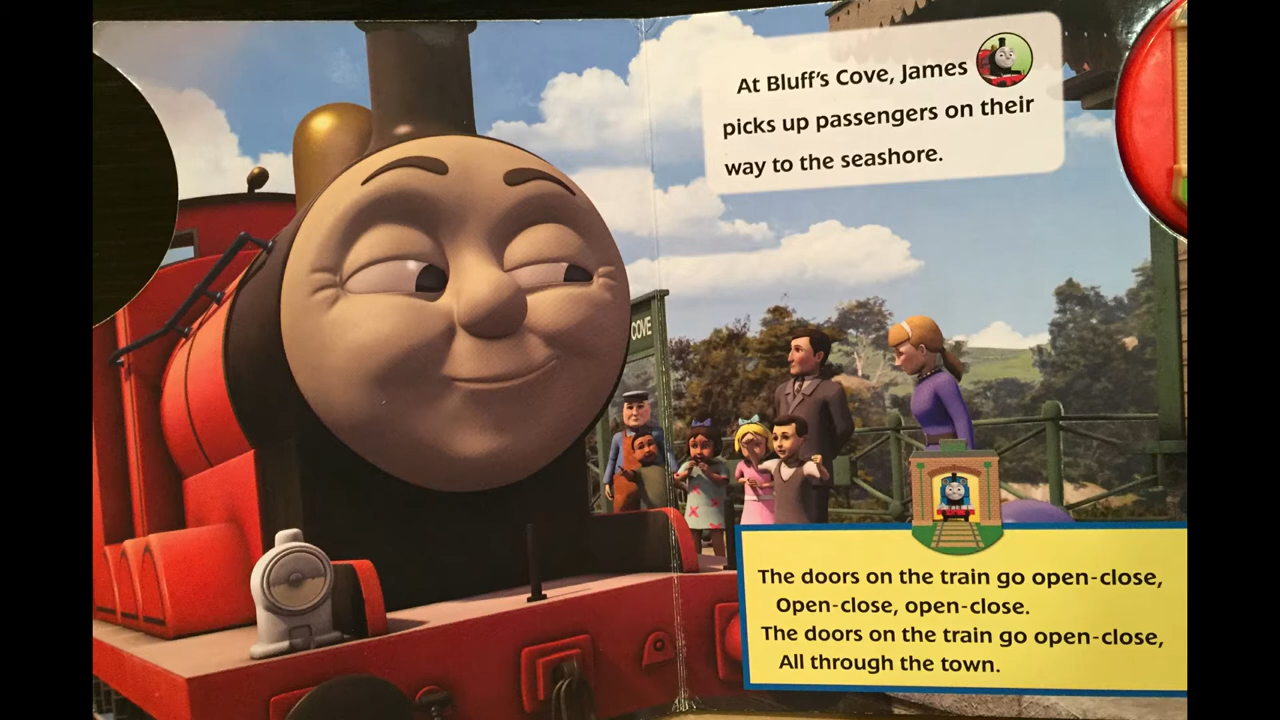 At Bluff's Cove, James
picks up passengers on their
way to the seashore.
COVE
The doors on the train go open-close,
Open-close, open-close.
The doors on the train go open-close,
All through the town.